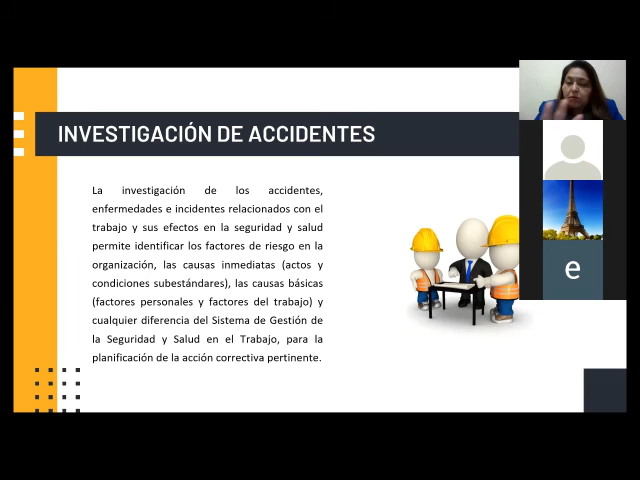 INVESTIGACIÓN DE ACCIDENTES
La investigación de los accidentes,
enfermedades e incidentes relacionados con el
trabajo y sus efectos en la seguridad y salud
permite identificar los factores de riesgo en la
organización, las causas inmediatas (actos y
condiciones subestándares), las causas básicas
(factores personales y factores del trabajo) y
cualquier diferencia del Sistema de Gestión de
la Seguridad y Salud en el Trabajo, para la
planificación de la acción correctiva pertinente.
e